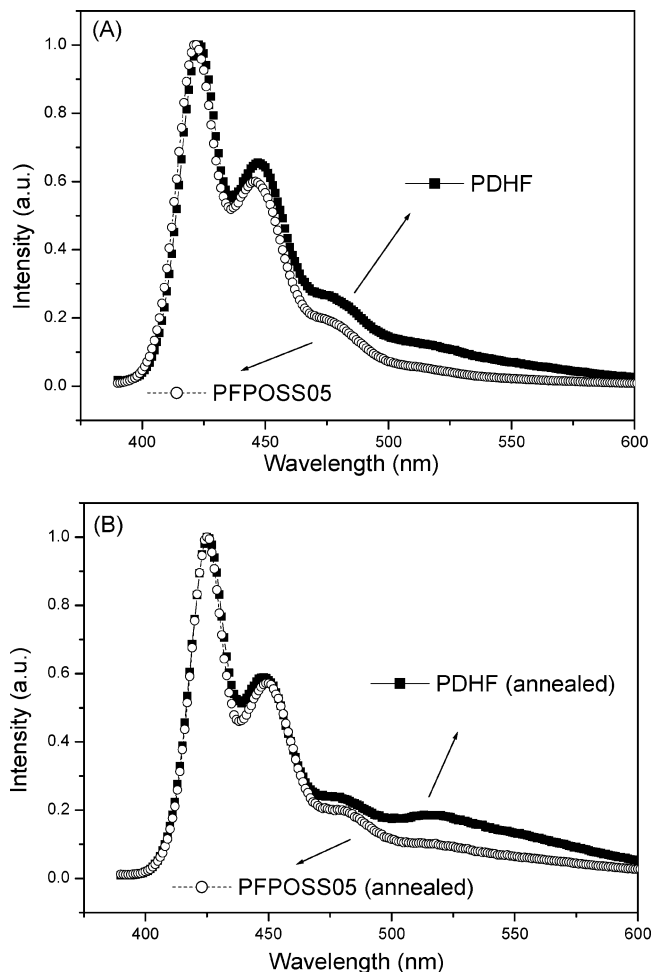 (A)
1.0
0.8
0.6
0.4
0.2
0.0
Intensity (a.u.)
PDHF
PFPOSS05
400
450
500
550
600
Wavelength (nm)
(B)
1.0
0.8
0.6
0.4
0.2
0.0
Intensity (a.u.)
PDHF (annealed)
PFPOSS05 (annealed)
400
450
500
550
600
Wavelength (nm)